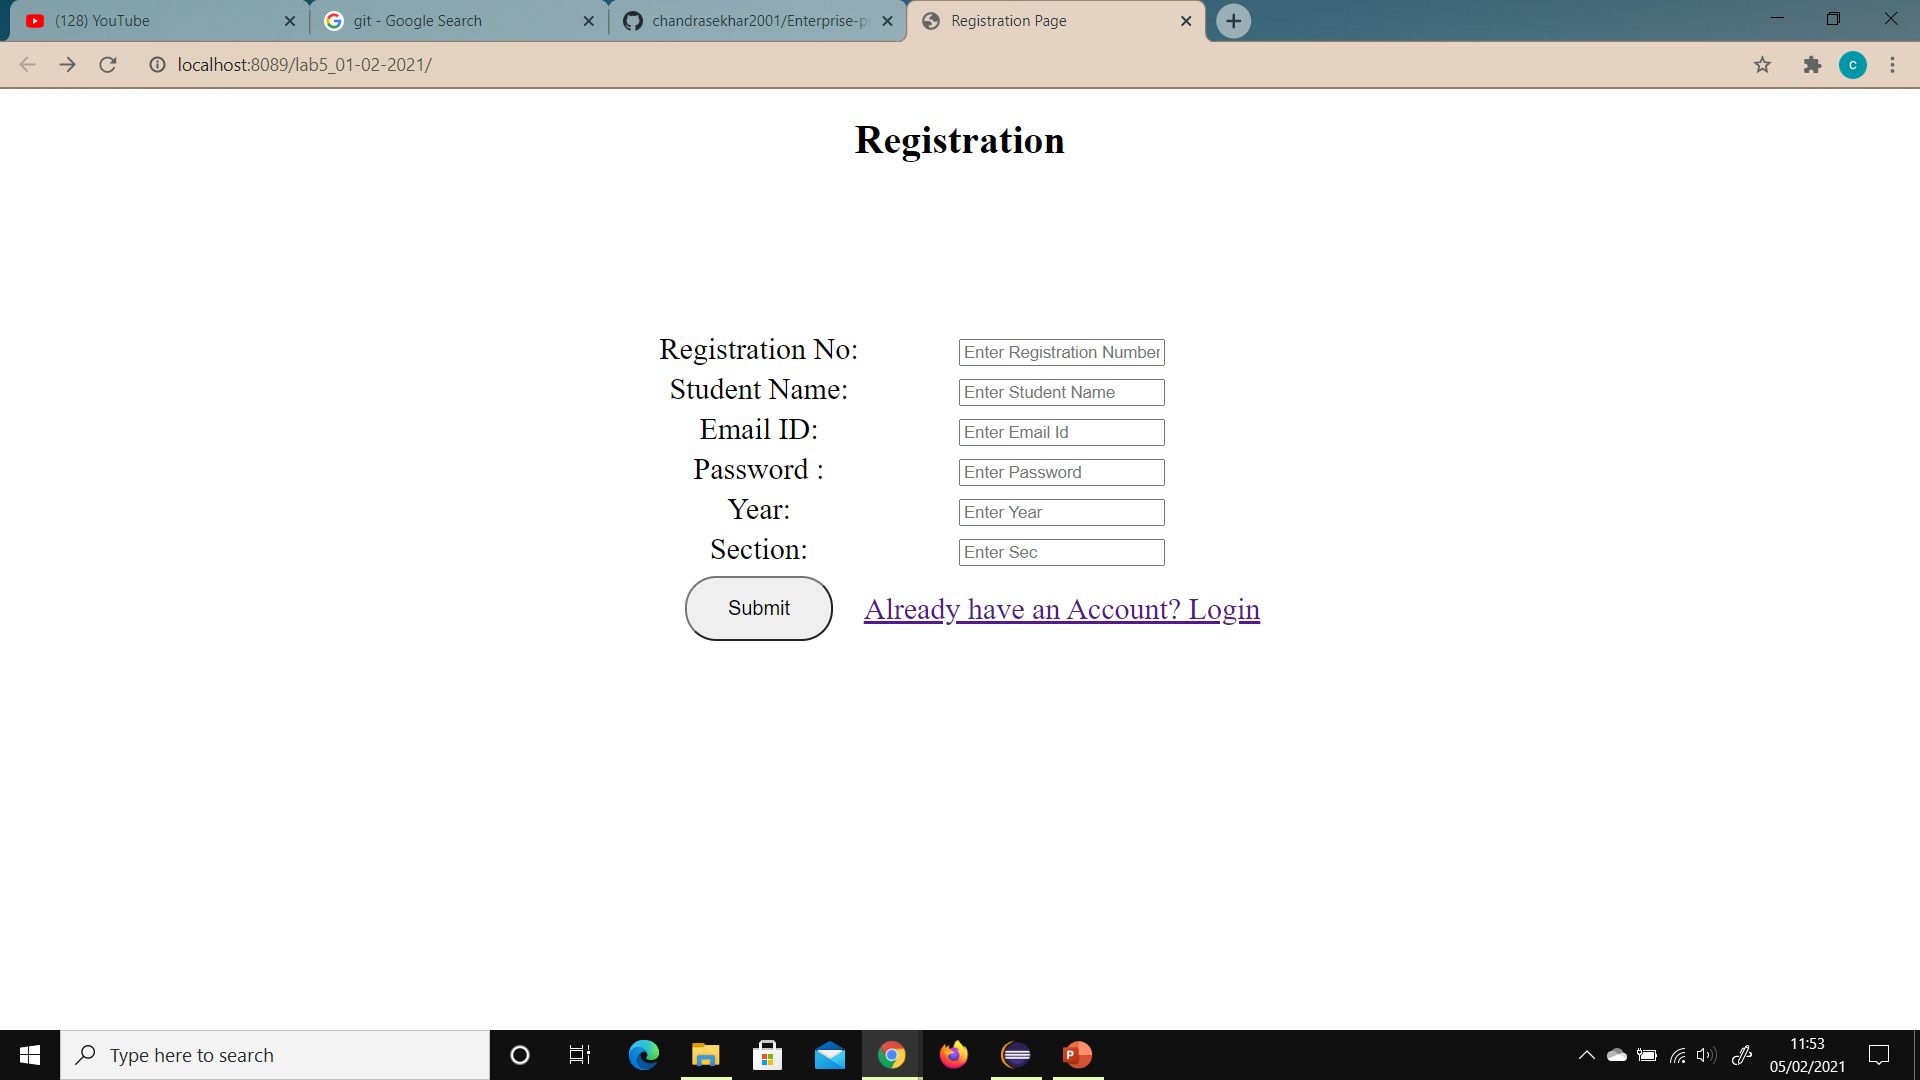 (128) YouTube
git - Google Search
chandrasekhar2001/Enterprise-p
Registration Page
localhost:8089/lab5_01-02-2021/
c
Registration
Registration No: Enter Registration Number
Student Name: Enter Student Name
Email ID: Enter Email Id
Password : Enter Password
Year: Enter Year
Section: Enter Sec
Submit Already have an Account? Login
Type here to search
P
11:53
05/02/2021